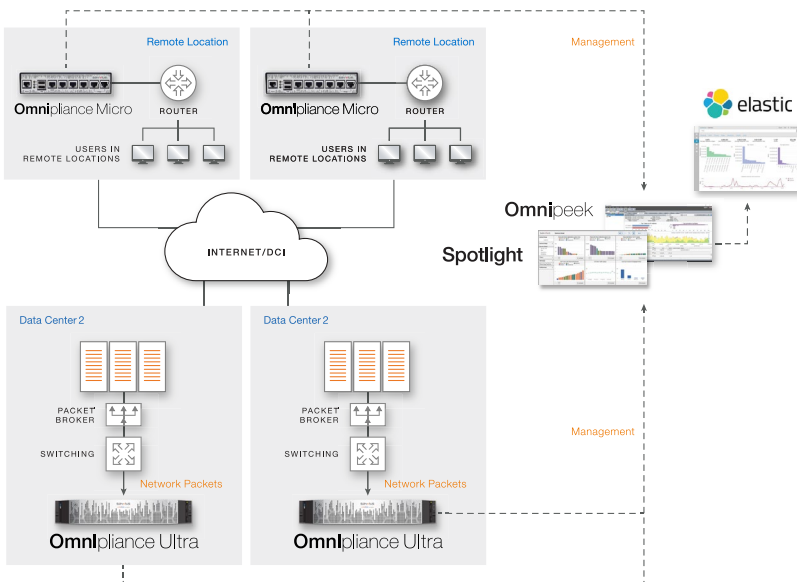 Remote Location
Remote Location
Management
Omnipliance Micro
ROUTER
USERS IN
REMOTE LOCATIONS
Omnipliance Micro
ROUTER
USERS IN
REMOTE LOCATIONS
elastic
Omnipeek
Spotlight
INTERNET/DCI
Data Center 2
Data Center 2
PACKET
BROKER
SWITCHING
Network Packets
OmnIpliance Ultra
PACKET
BROKER
SWITCHING
Network Packets
OmnIpliance Ultra
Management